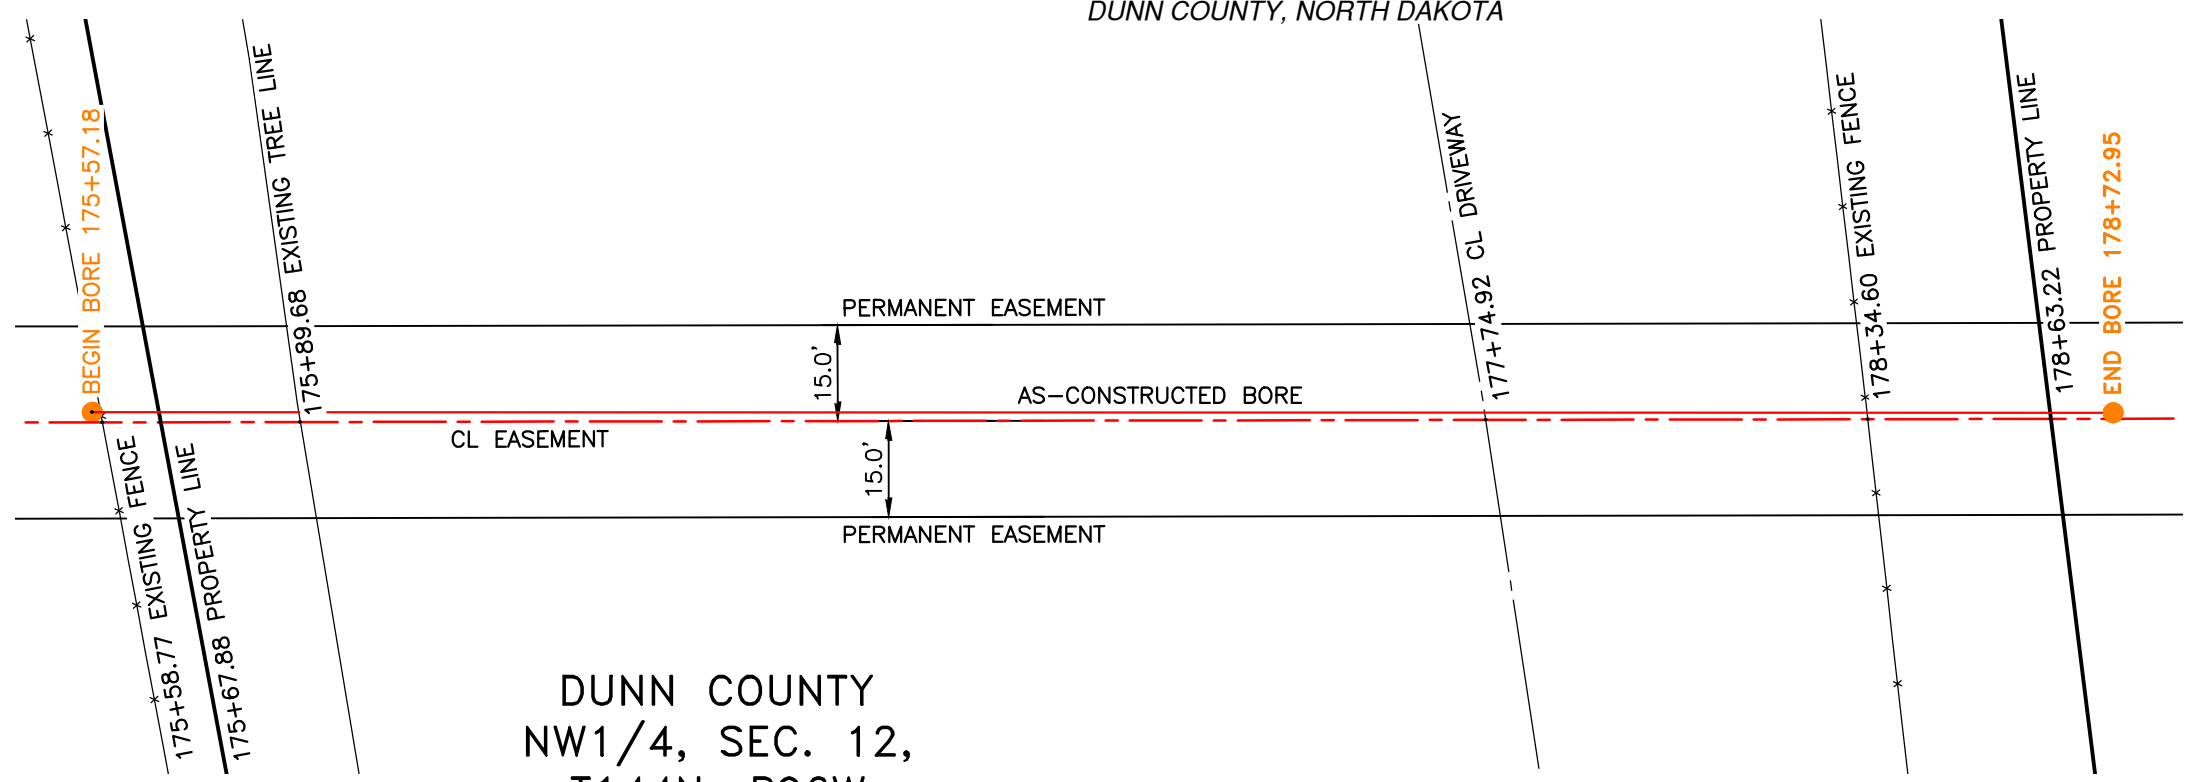 DUNN COUNTY, NORTH DAKOTA
BEGIN BORE 175+57.18
175+89.68 EXISTING TREE LINE
177+74.92 CL DRIVEWAY
178+34.60 EXISTING FENCE
178+63.22 PROPERTY LINE
END BORE 178+72.95
PERMANENT EASEMENT
15.0'
AS-CONSTRUCTED BORE
CL EASEMENT
15.0'
PERMANENT EASEMENT
175+58.77 EXISTING FENCE
175+67.88 PROPERTY LINE
DUNN COUNTY
NW1/4, SEC. 12,